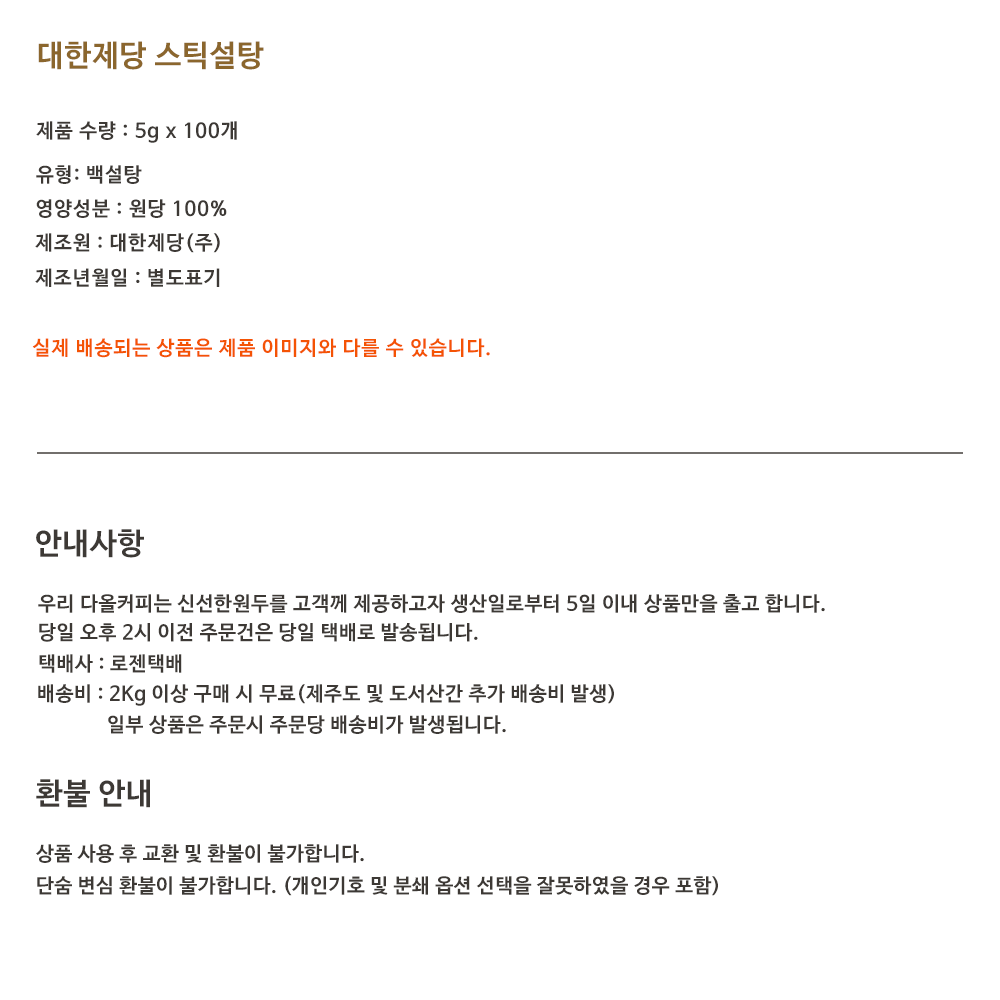 대한제당 스틱설탕
제품 수량 : 5g x 100개
유형: 백설탕
영양성분 : 원당 100%
제조원 : 대한제당(주)
제조년월일 : 별도표기
실제 배송되는 상품은 제품 이미지와 다를 수 있습니다.
안내사항
우리 다올커피는 신선한원두를 고객께 제공하고자 생산일로부터 5일 이내 상품만을 출고 합니다.
당일 오후 2시 이전 주문건은 당일 택배로 발송됩니다.
택배사 : 로젠택배
배송비 : 2Kg 이상 구매 시 무료(제주도 및 도서산간 추가 배송비 발생)
일부 상품은 주문시 주문당 배송비가 발생됩니다.
환불 안내
상품 사용 후 교환 및 환불이 불가합니다.
단숨 변심 환불이 불가합니다. (개인기호 및 분쇄 옵션 선택을 잘못하였을 경우 포함)